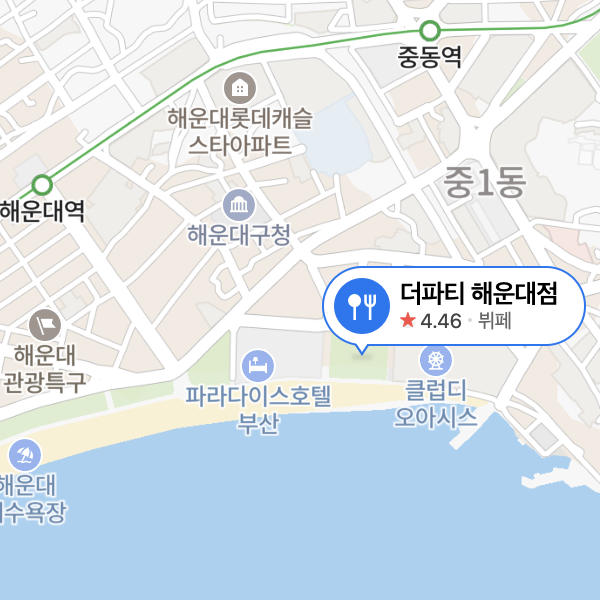 중동역
해운대롯데캐슬
스타아파트
중1동
해운대역
해운대구청
더파티 해운대점
4.46 · 뷔페
해운대
관광특구
파라다이스호텔
부산
클럽디
오아시스
해운대
수욕장